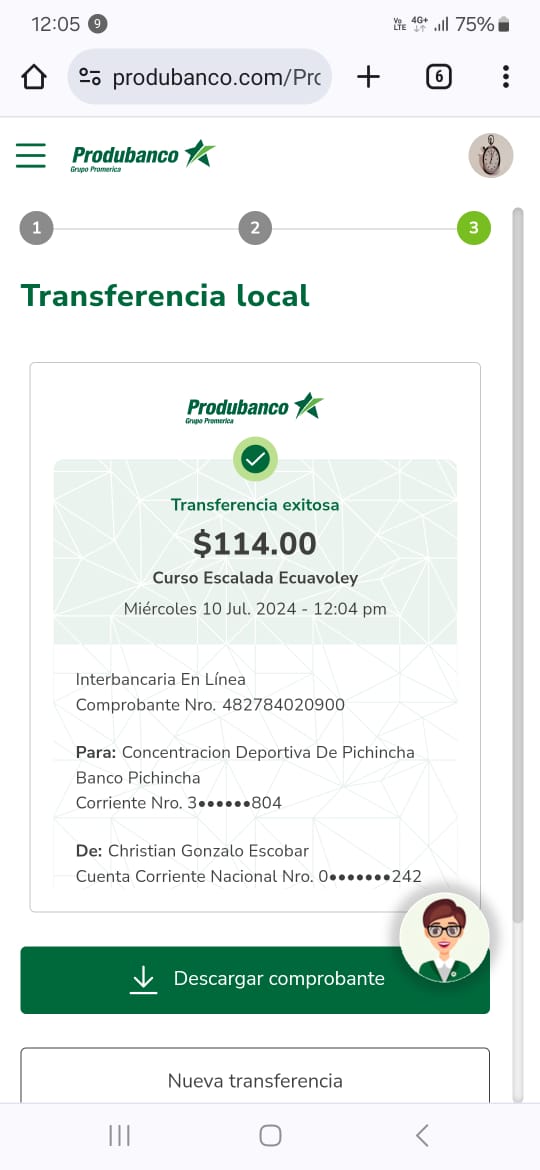 12:05 9 Vo LTE 4G+ 75%
produbanco.com/Prc 6
Produbanco
Grupo Promerica
1 2 3
Transferencia local
Produbanco
Grupo Promerica
Transferencia exitosa
$114.00
Curso Escalada Ecuavoley
Miércoles 10 Jul. 2024 - 12:04 pm
Interbancaria En Línea
Comprobante Nro. 482784020900
Para: Concentracion Deportiva De Pichincha
Banco Pichincha
Corriente Nro. 3••••••804
De: Christian Gonzalo Escobar
Cuenta Corriente Nacional Nro. 0•••••••242
Descargar comprobante
Nueva transferencia